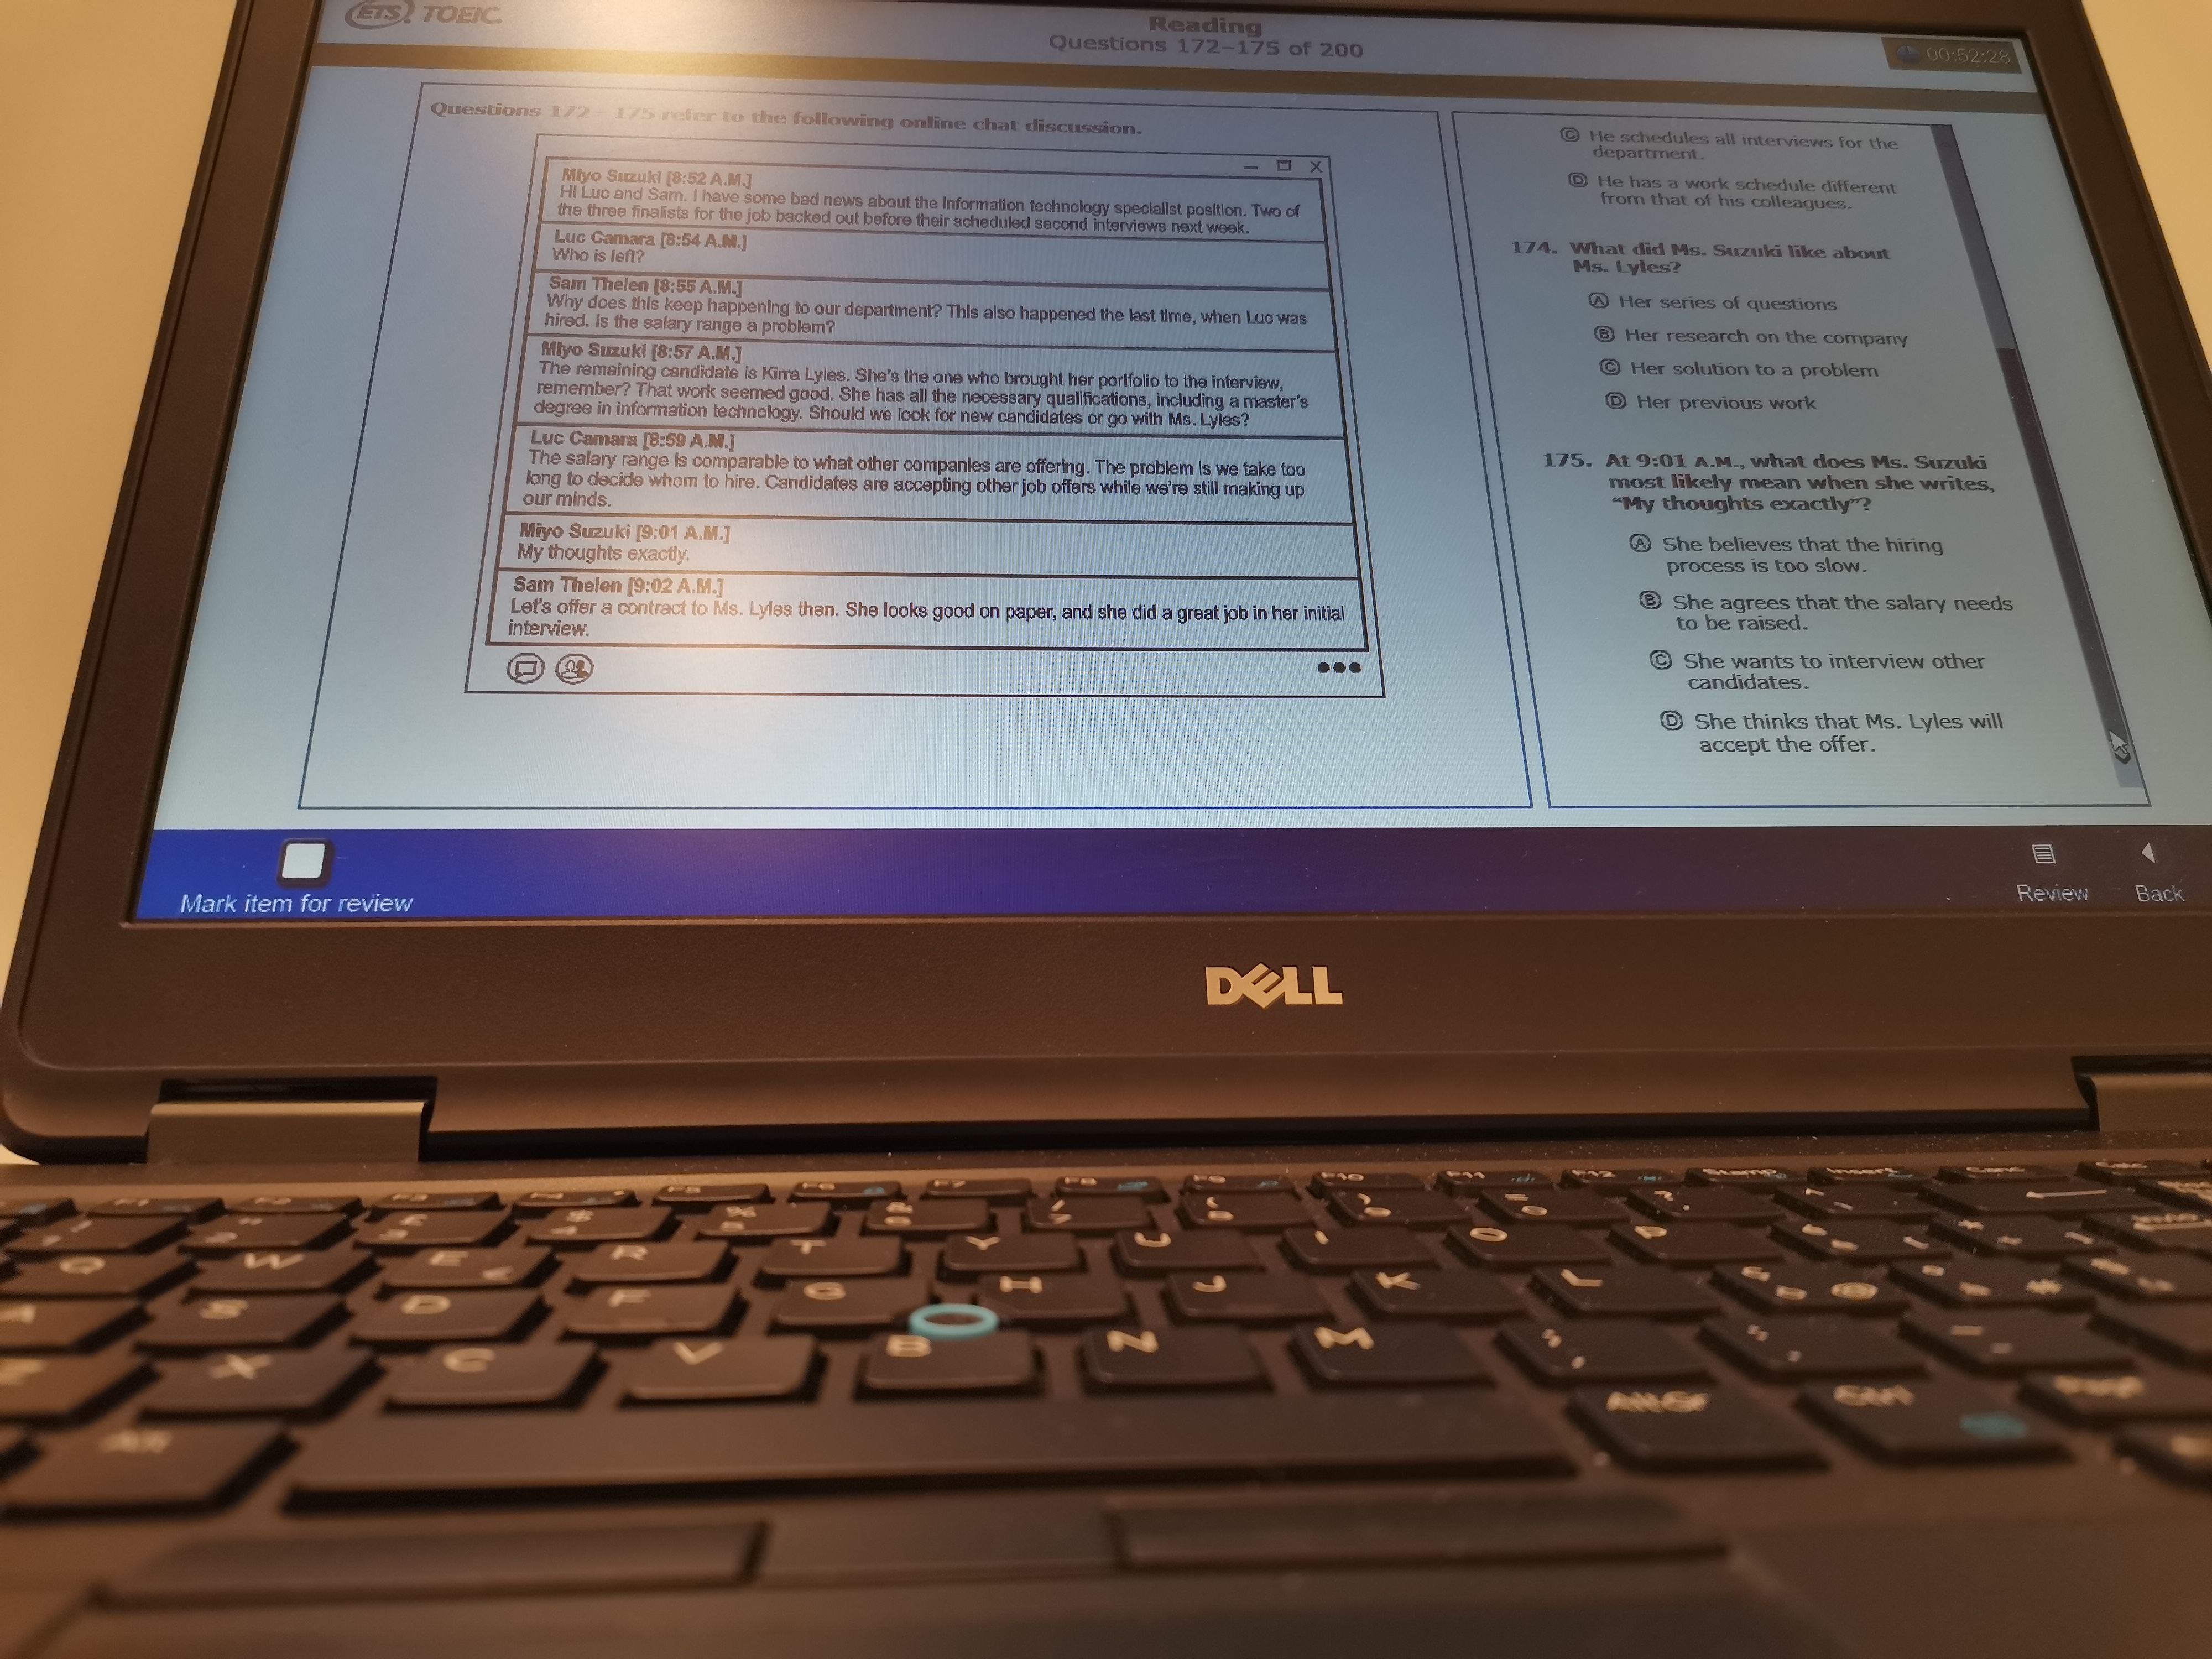 ETS TOEIC
Reading
Questions 172–175 of 200
00:52:28
Questions 172 - 175 refer to the following online chat discussion.
Miyo Suzuki [8:52 A.M.]
Hi Luc and Sam. I have some bad news about the information technology specialist position. Two of
the three finalists for the job backed out before their scheduled second interviews next week.
Luc Camara [8:54 A.M.]
Who is left?
Sam Thelen [8:55 A.M.]
Why does this keep happening to our department? This also happened the last time, when Luc was
hired. Is the salary range a problem?
Miyo Suzuki [8:57 A.M.]
The remaining candidate is Kirra Lyles. She's the one who brought her portfolio to the interview,
remember? That work seemed good. She has all the necessary qualifications, including a master's
degree in information technology. Should we look for new candidates or go with Ms. Lyles?
Luc Camara [8:59 A.M.]
The salary range is comparable to what other companies are offering. The problem is we take too
long to decide whom to hire. Candidates are accepting other job offers while we're still making up
our minds.
Miyo Suzuki [9:01 A.M.]
My thoughts exactly.
Sam Thelen [9:02 A.M.]
Let's offer a contract to Ms. Lyles then. She looks good on paper, and she did a great job in her initial
interview.
C He schedules all interviews for the
department.
D He has a work schedule different
from that of his colleagues.
174. What did Ms. Suzuki like about
Ms. Lyles?
A Her series of questions
B Her research on the company
C Her solution to a problem
D Her previous work
175. At 9:01 A.M., what does Ms. Suzuki
most likely mean when she writes,
“My thoughts exactly”?
A She believes that the hiring
process is too slow.
B She agrees that the salary needs
to be raised.
C She wants to interview other
candidates.
D She thinks that Ms. Lyles will
accept the offer.
Mark item for review
Review
Back
DELL
F7 F8 F9 F10 F11 F12 Stamp Insert Canc
Q W E R T Y U I O P
A S D F G H J K L
X C V B N M
Alt
Alt Gr
Ctrl